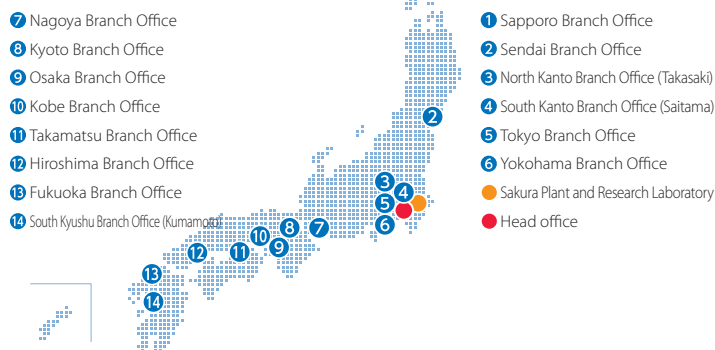 7 Nagoya Branch Office
8 Kyoto Branch Office
9 Osaka Branch Office
10 Kobe Branch Office
11 Takamatsu Branch Office
12 Hiroshima Branch Office
13 Fukuoka Branch Office
14 South Kyushu Branch Office (Kumamoto)
1 Sapporo Branch Office
2 Sendai Branch Office
3 North Kanto Branch Office (Takasaki)
4 South Kanto Branch Office (Saitama)
5 Tokyo Branch Office
6 Yokohama Branch Office
Sakura Plant and Research Laboratory
Head office
2
3
4
5
6
7
8
9
10
11
12
13
14